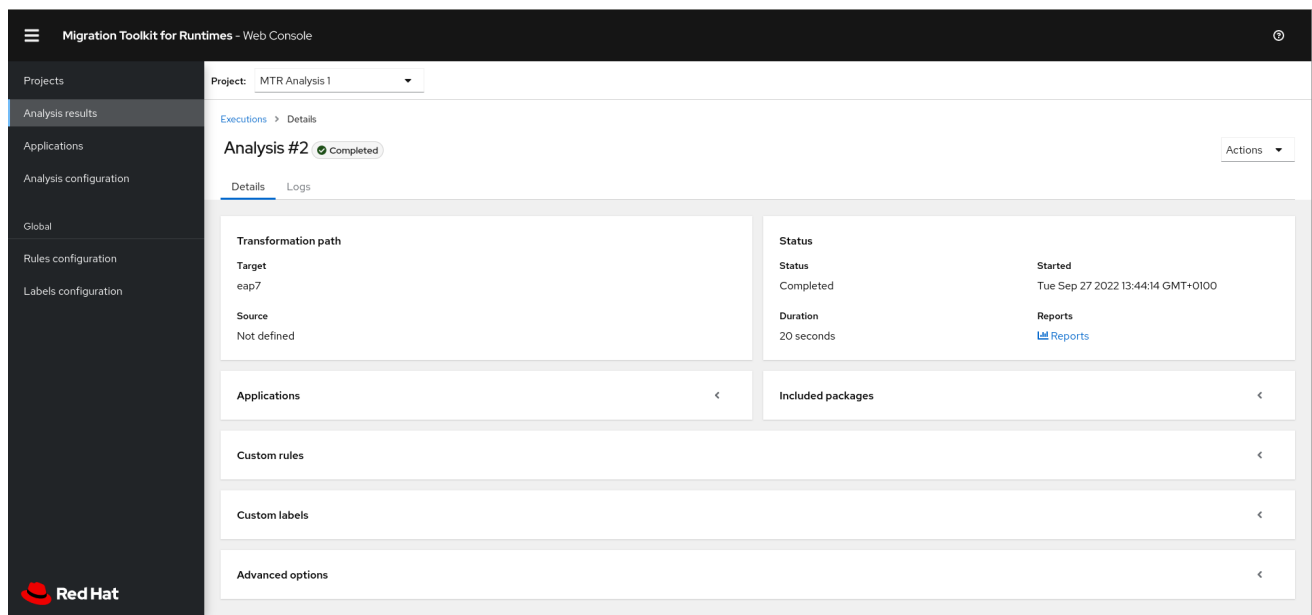 Migration Toolkit for Runtimes - Web Console
Projects
Analysis results
Applications
Analysis configuration
Global
Rules configuration
Labels configuration
Red Hat
Project: MTR Analysis 1
Executions > Details
Analysis #2 Completed
Actions
Details Logs
Transformation path
Target
eap7
Source
Not defined
Status
Status Started
Completed Tue Sep 27 2022 13:44:14 GMT+0100
Duration Reports
20 seconds Reports
Applications
Included packages
Custom rules
Custom labels
Advanced options